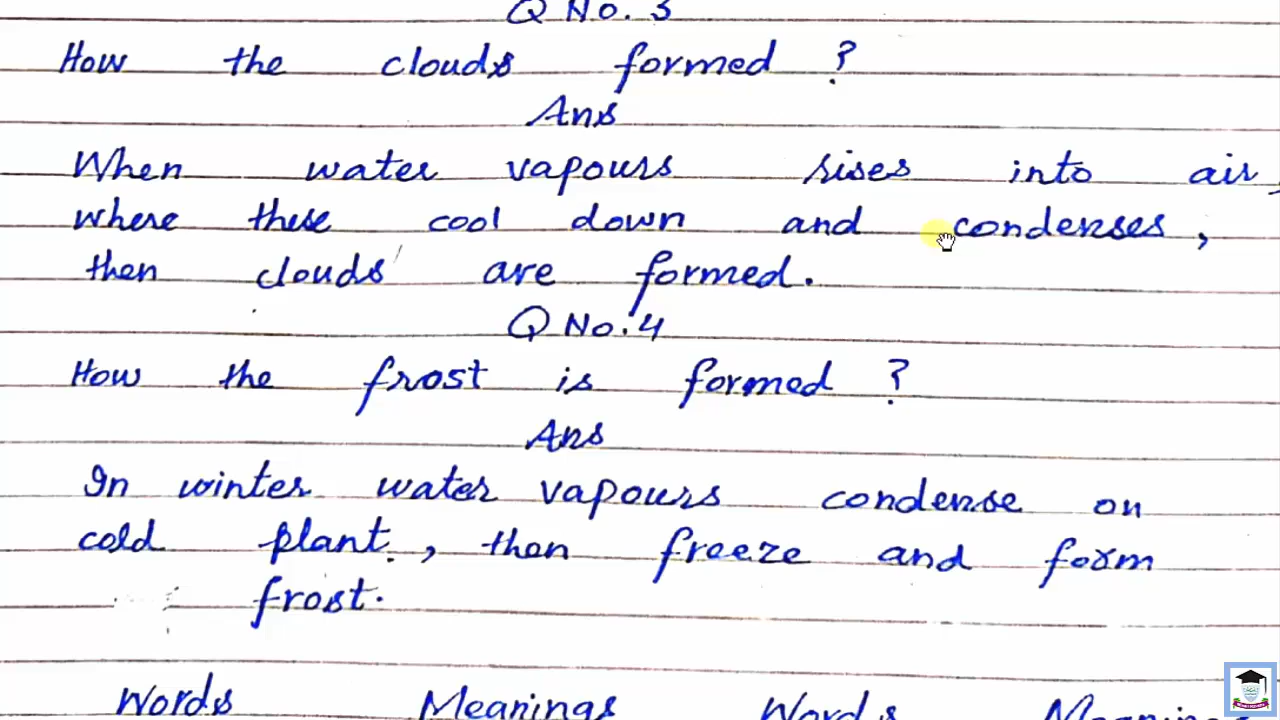 Q No. 3
How the clouds formed ?
Ans
When water vapours rises into air,
where these cool down and condenses,
then clouds are formed.
Q No. 4
How the frost is formed ?
Ans
In winter water vapours condense on
cold plant., then freeze and form
frost.
Words Meanings Words Meanings